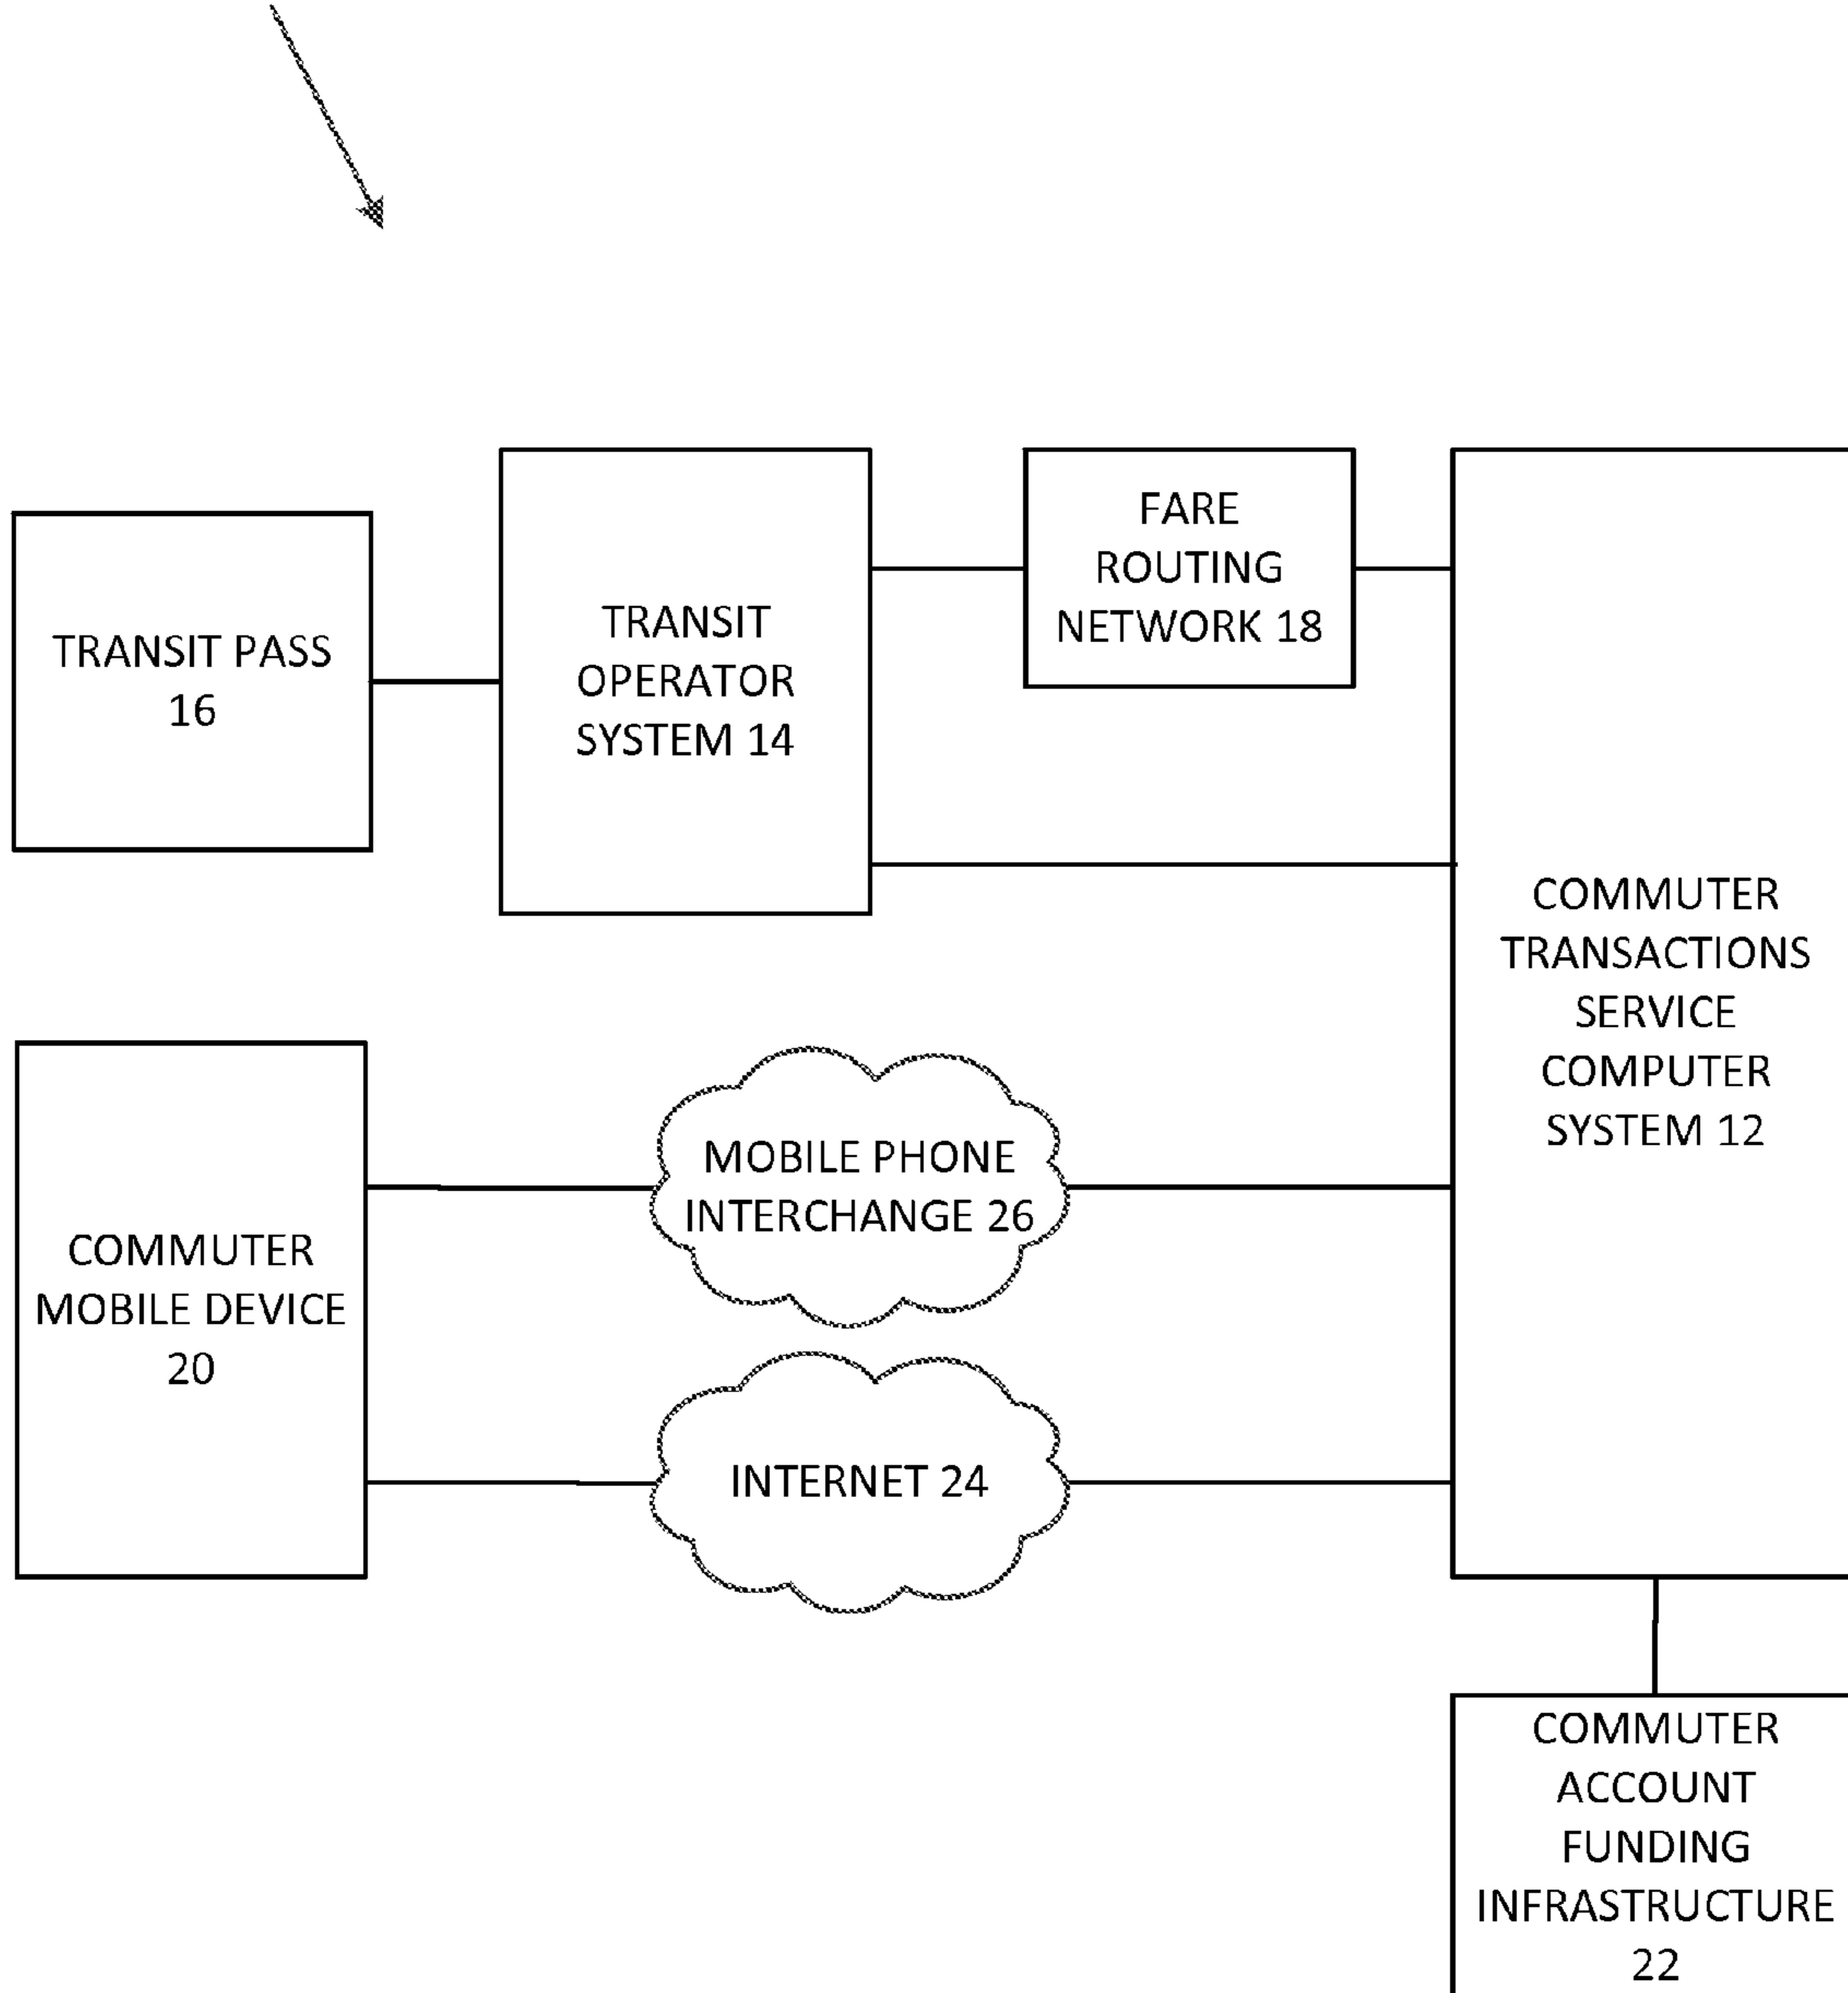 TRANSIT PASS
16
TRANSIT
OPERATOR
SYSTEM 14
FARE
ROUTING
NETWORK 18
COMMUTER
TRANSACTIONS
SERVICE
COMPUTER
SYSTEM 12
COMMUTER
MOBILE DEVICE
20
MOBILE PHONE
INTERCHANGE 26
INTERNET 24
COMMUTER
ACCOUNT
FUNDING
INFRASTRUCTURE
22